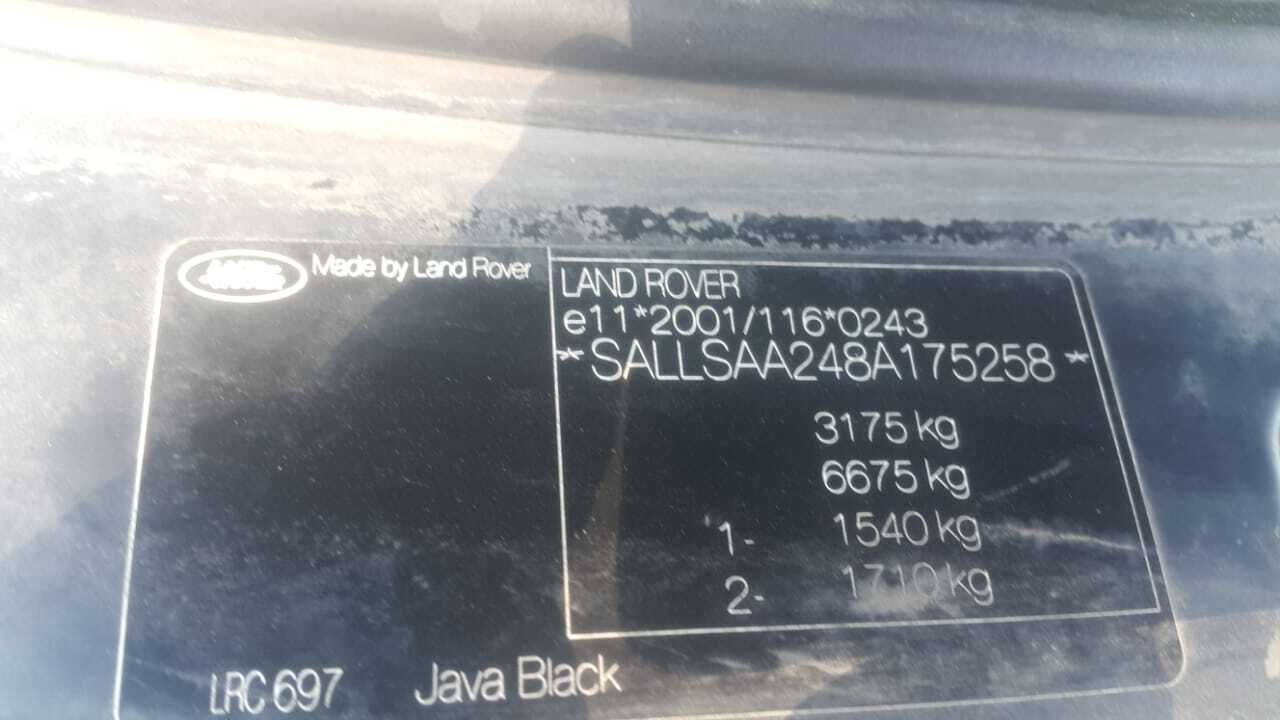 Made by Land Rover
LAND ROVER
e11*2001/116*0243
*SALLSAA248A175258*
3175 kg
6675 kg
1- 1540 kg
2- 1710 kg
LRC 697 Java Black